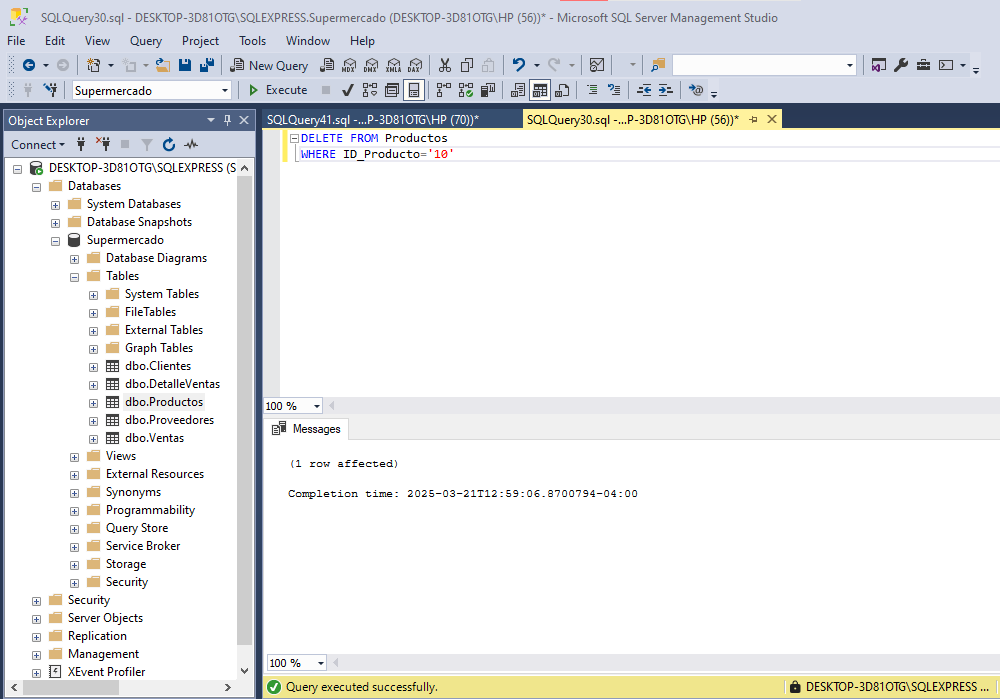 SQLQuery30.sql - DESKTOP-3D81OTG\SQLEXPRESS.Supermercado (DESKTOP-3D81OTG\HP (56))* - Microsoft SQL Server Management Studio
File Edit View Query Project Tools Window Help
New Query MDX DMX XMLA DAX
Supermercado Execute
Object Explorer
Connect
DESKTOP-3D81OTG\SQLEXPRESS (S
Databases
System Databases
Database Snapshots
Supermercado
Database Diagrams
Tables
System Tables
FileTables
External Tables
Graph Tables
dbo.Clientes
dbo.DetalleVentas
dbo.Productos
dbo.Proveedores
dbo.Ventas
Views
External Resources
Synonyms
Programmability
Query Store
Service Broker
Storage
Security
Security
Server Objects
Replication
Management
XEvent Profiler
SQLQuery41.sql -...P-3D81OTG\HP (70))* SQLQuery30.sql -...P-3D81OTG\HP (56))*
DELETE FROM Productos
WHERE ID_Producto='10'
100 %
Messages
(1 row affected)
Completion time: 2025-03-21T12:59:06.8700794-04:00
100 %
Query executed successfully. DESKTOP-3D81OTG\SQLEXPRESS ...